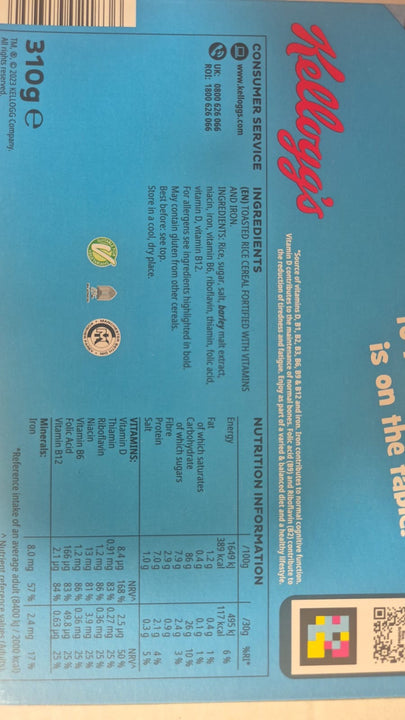 Kellogg's
*Source of vitamins D, B1, B2, B3, B6, B9 & B12 and iron. Iron contributes to normal cognitive function.
Vitamin D contributes to the maintenance of normal bones. Folic acid (B9) and Riboflavin (B2) contribute to
the reduction of tiredness and fatigue. Enjoy as part of a varied & balanced diet and a healthy lifestyle.
is on the table
CONSUMER SERVICE
www.kelloggs.com
UK: 0800 626 066
ROI: 1800 626 066
310g e
TM, ®, © 2023 KELLOGG Company.
All rights reserved.
INGREDIENTS
(EN) TOASTED RICE CEREAL FORTIFIED WITH VITAMINS
AND IRON.
INGREDIENTS: Rice, sugar, salt, barley malt extract,
niacin, iron, vitamin B6, riboflavin, thiamin, folic acid,
vitamin D, vitamin B12.
For allergens see ingredients highlighted in bold.
May contain gluten from other cereals.
Best before: see top.
Store in a cool, dry place.
NUTRITION INFORMATION
/100g /30g %RI.*
Energy 1649 kJ 495 kJ
389 kcal 117 kcal 6 %
Fat 1.2 g 0.4 g 1 %
of which saturates 0.4 g 0.1 g 1 %
Carbohydrate 86 g 26 g 10 %
of which sugars 7.9 g 2.4 g 3 %
Fibre 2.9 g 0.9 g
Protein 7.0 g 2.1 g 4 %
Salt 1.0 g 0.3 g 5 %
VITAMINS: NRV^ NRV^
Vitamin D 8.4 µg 168 % 2.5 µg 50 %
Thiamin 0.91 mg 83 % 0.27 mg 25 %
Riboflavin 1.2 mg 86 % 0.36 mg 25 %
Niacin 13 mg 81 % 3.9 mg 25 %
Vitamin B6 1.2 mg 86 % 0.36 mg 25 %
Folic Acid 166 µg 83 % 49.8 µg 25 %
Vitamin B12 2.1 µg 84 % 0.63 µg 25 %
Minerals:
Iron 8.0 mg 57 % 2.4 mg 17 %
*Reference intake of an average adult (8400 kJ / 2000 kcal)
^ Nutrient reference values (Adults)